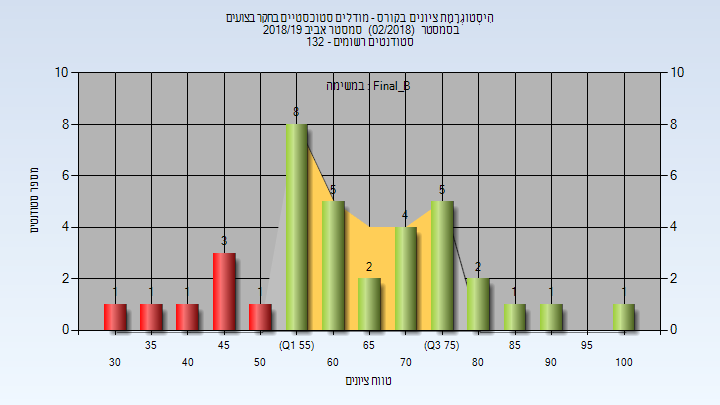 היסטוגרמת ציונים בקורס - מודלים סטוכסטיים בחקר בצועים
בסמסטר (02/2018) סמסטר אביב 2018/19
סטודנטים רשומים - 132
במשימה : Final_B
מספר סטודנטים
10 10
8 8
6 6
4 4
2 2
0 0
1 1 1 3 1 8 5 2 4 5 2 1 1 1
35 45 (Q1 55) 65 (Q3 75) 85 95
30 40 50 60 70 80 90 100
טווח ציונים